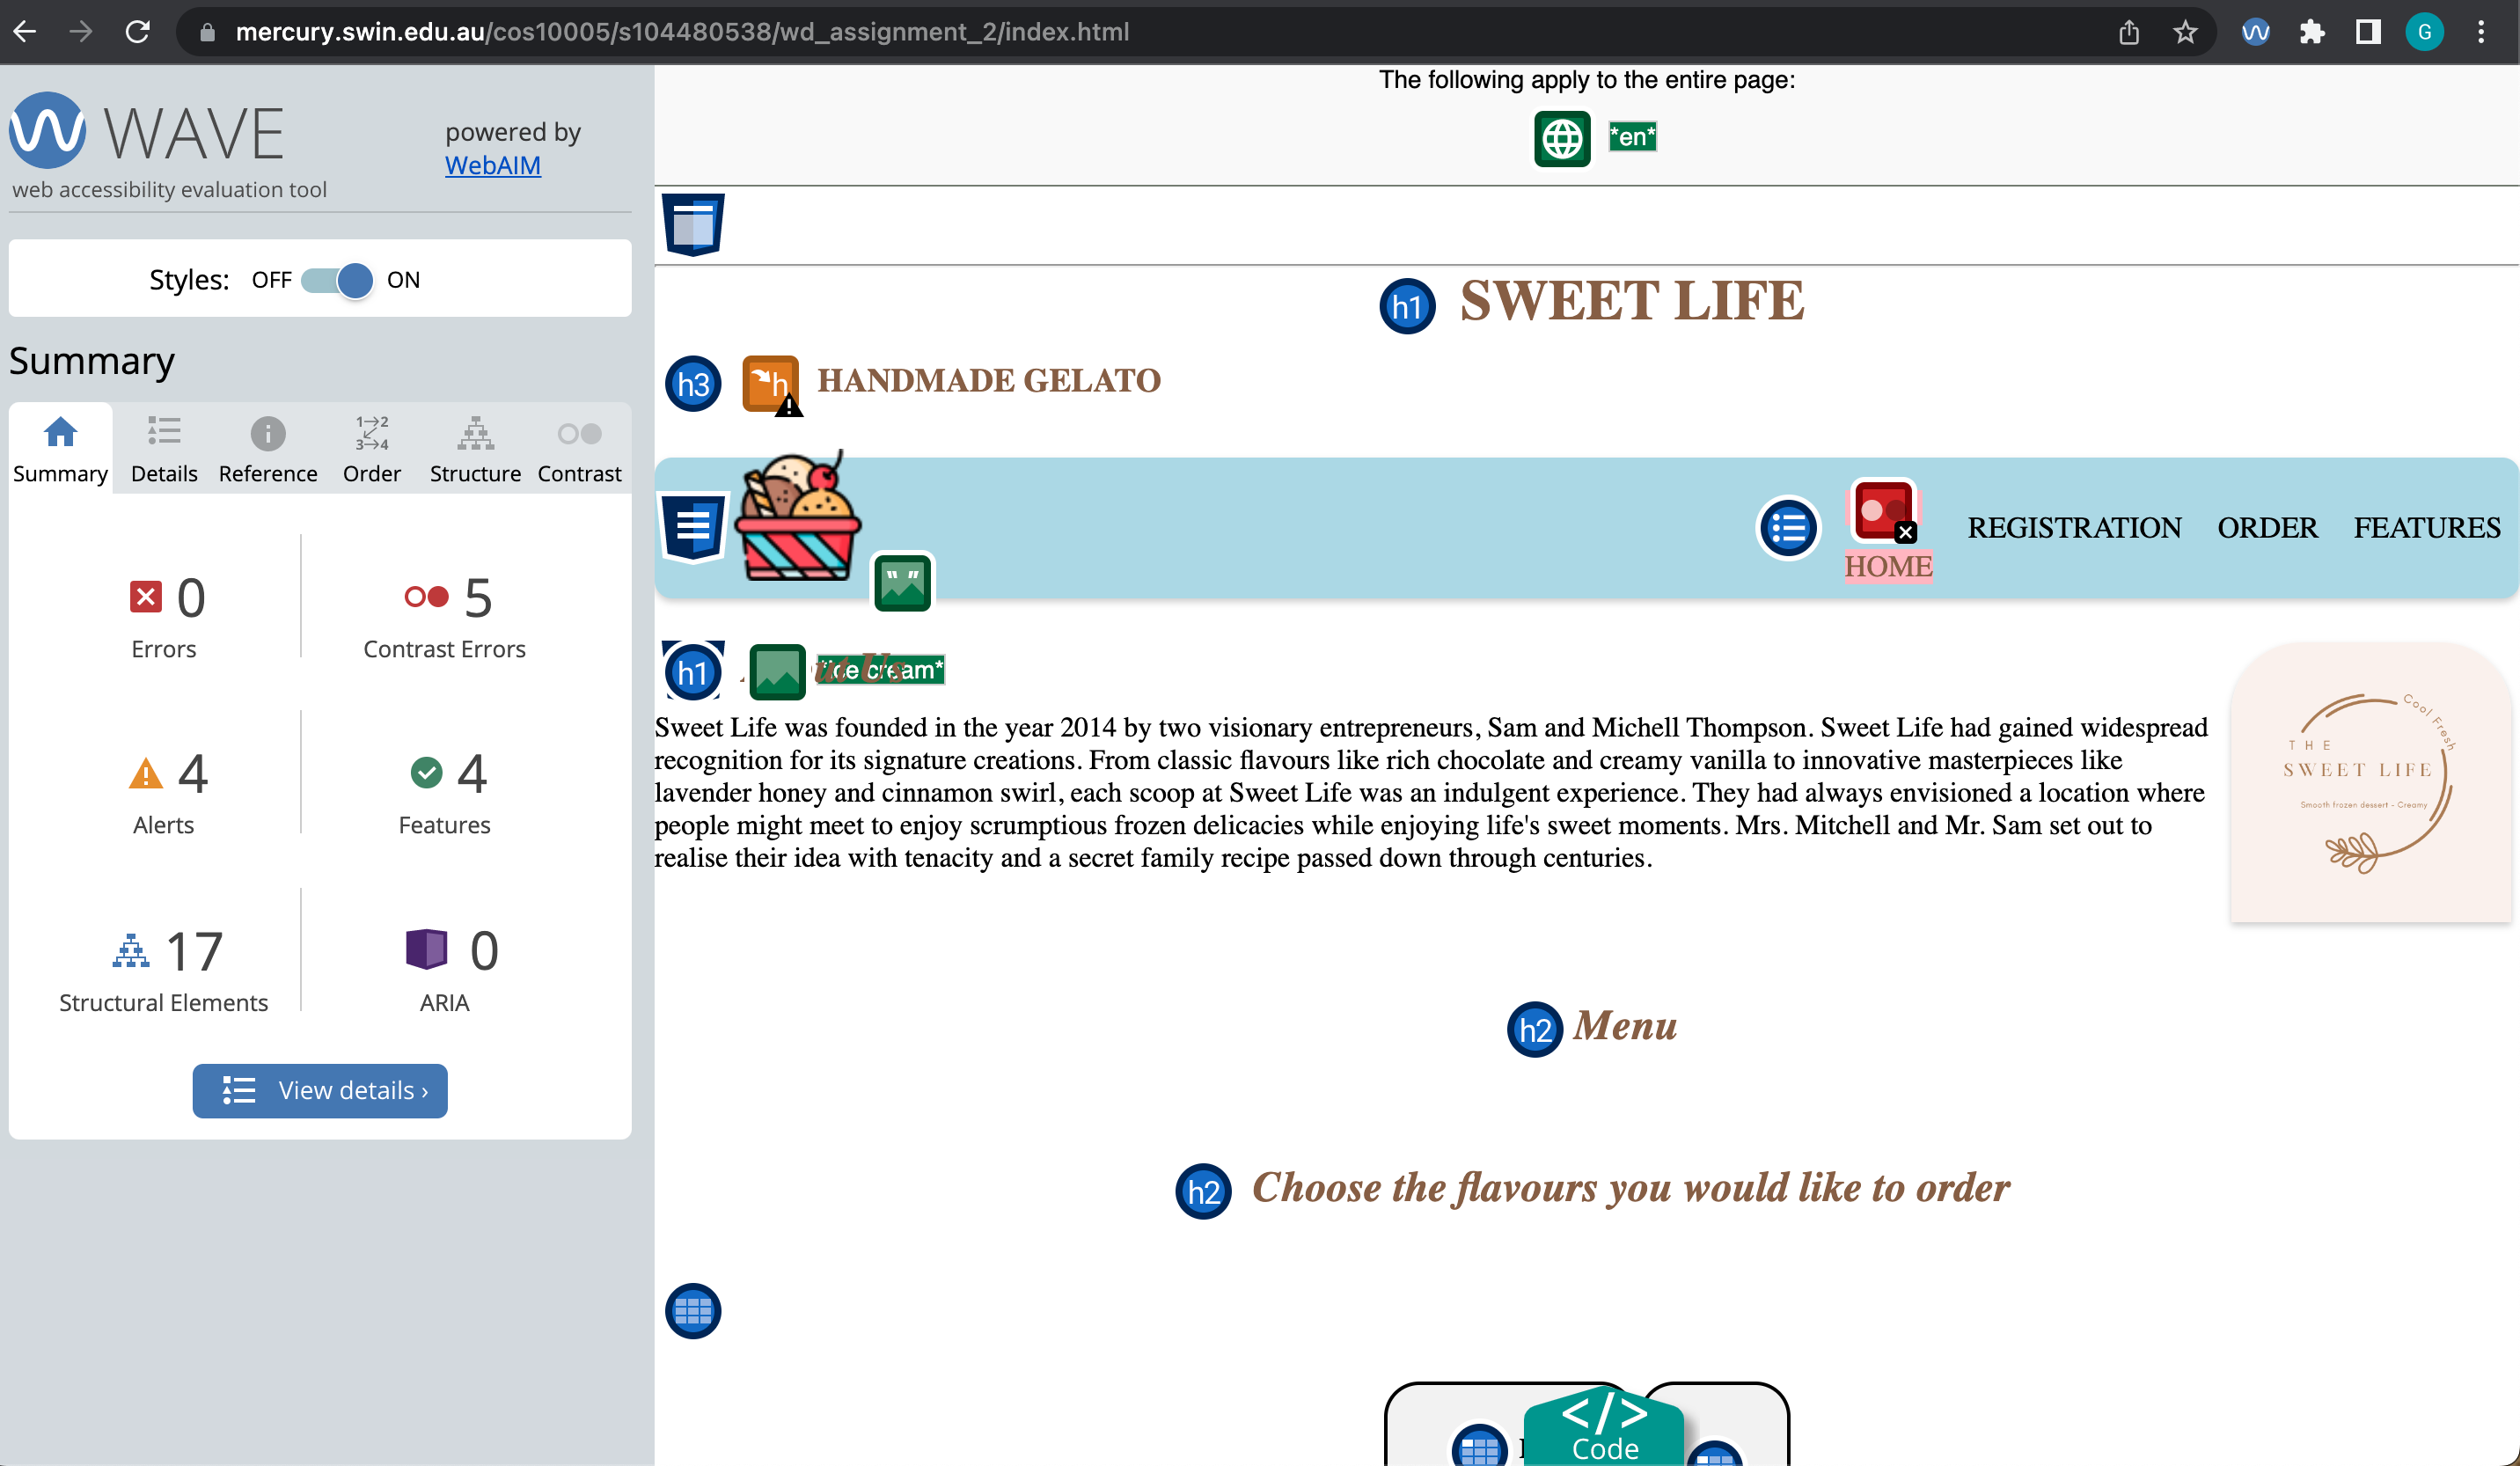 mercury.swin.edu.au/cos10005/s104480538/wd_assignment_2/index.html
G
WAVE
web accessibility evaluation tool
powered by
WebAIM
Styles: OFF ON
Summary
1→2
3→4
Summary Details Reference Order Structure Contrast
0
Errors
5
Contrast Errors
4
Alerts
4
Features
17
Structural Elements
0
ARIA
View details ›
The following apply to the entire page:
*en*
h1 SWEET LIFE
h3 h HANDMADE GELATO
HOME REGISTRATION ORDER FEATURES
h1 ut Us
ice cream*
Sweet Life was founded in the year 2014 by two visionary entrepreneurs, Sam and Michell Thompson. Sweet Life had gained widespread
recognition for its signature creations. From classic flavours like rich chocolate and creamy vanilla to innovative masterpieces like
lavender honey and cinnamon swirl, each scoop at Sweet Life was an indulgent experience. They had always envisioned a location where
people might meet to enjoy scrumptious frozen delicacies while enjoying life's sweet moments. Mrs. Mitchell and Mr. Sam set out to
realise their idea with tenacity and a secret family recipe passed down through centuries.
Cool Fresh
THE
SWEET LIFE
Smooth frozen dessert - Creamy
h2 Menu
h2 Choose the flavours you would like to order
</>
Code